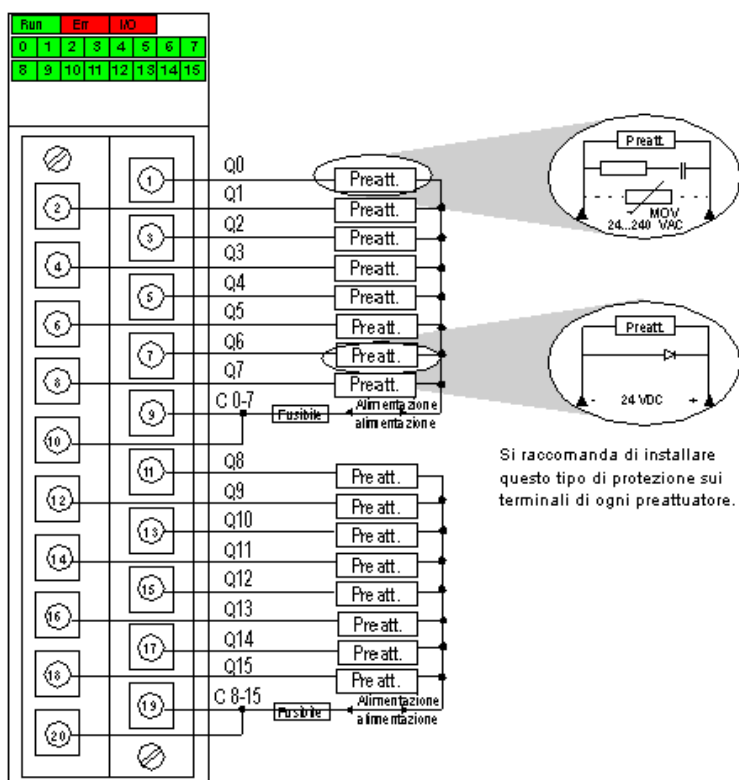 Run Err I/O
0 1 2 3 4 5 6 7
8 9 10 11 12 13 14 15
1 Q0 Preatt.
2 Q1 Preatt.
3 Q2 Preatt.
4 Q3 Preatt.
5 Q4 Preatt.
6 Q5 Preatt.
7 Q6 Preatt.
8 Q7 Preatt.
9 C 0-7 Fusibile Alimentazione
alimentazione
10
11 Q8 Preatt.
12 Q9 Preatt.
13 Q10 Preatt.
14 Q11 Preatt.
15 Q12 Preatt.
16 Q13 Preatt.
17 Q14 Preatt.
18 Q15 Preatt.
19 C 8-15 Fusibile Alimentazione
alimentazione
20
Preatt.
MOV
24...240 VAC
Preatt.
- 24 VDC +
Si raccomanda di installare
questo tipo di protezione sui
terminali di ogni preattuatore.